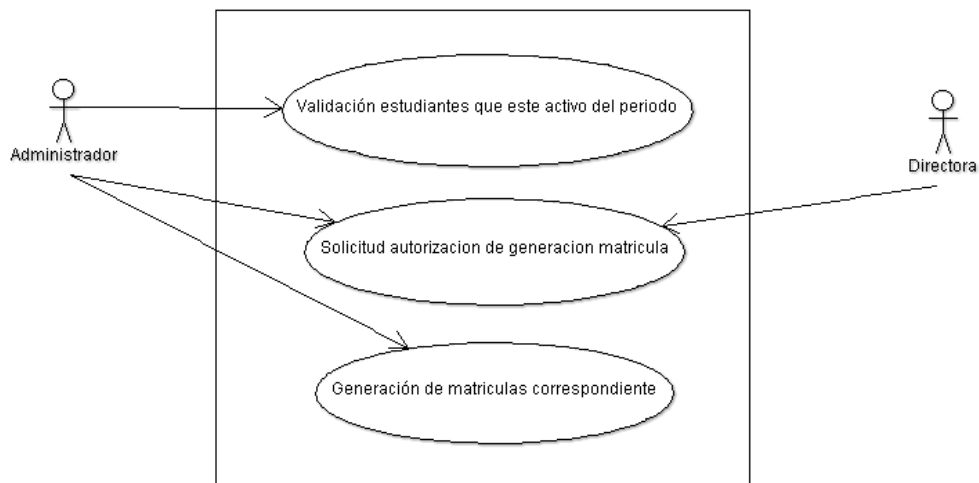 Validación estudiantes que este activo del periodo
Administrador
Directora
Solicitud autorizacion de generacion matricula
Generación de matriculas correspondiente